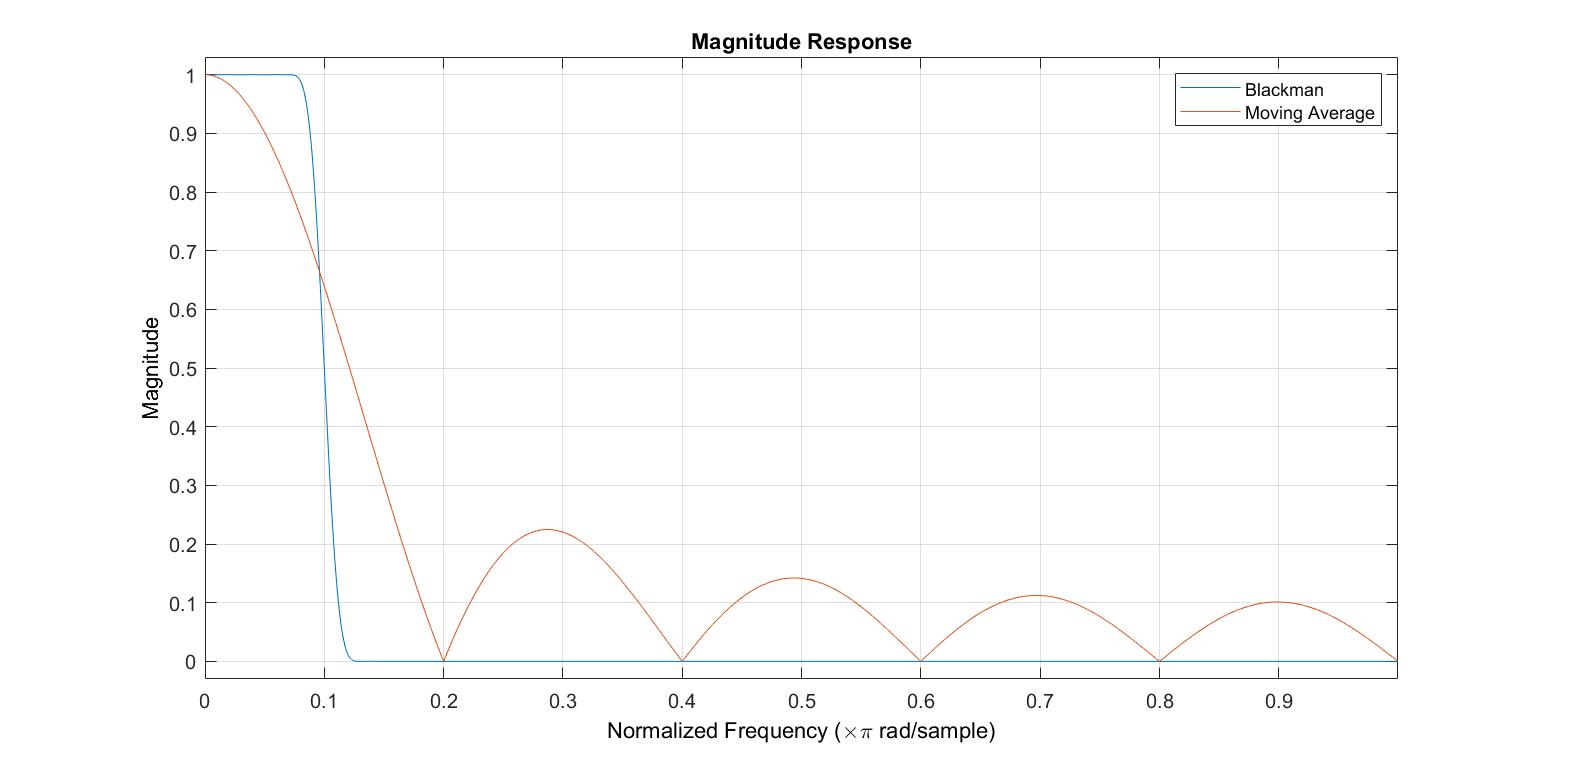 Magnitude Response
Blackman
Moving Average
Magnitude
1
0.9
0.8
0.7
0.6
0.5
0.4
0.3
0.2
0.1
0
0 0.1 0.2 0.3 0.4 0.5 0.6 0.7 0.8 0.9
Normalized Frequency (×π rad/sample)